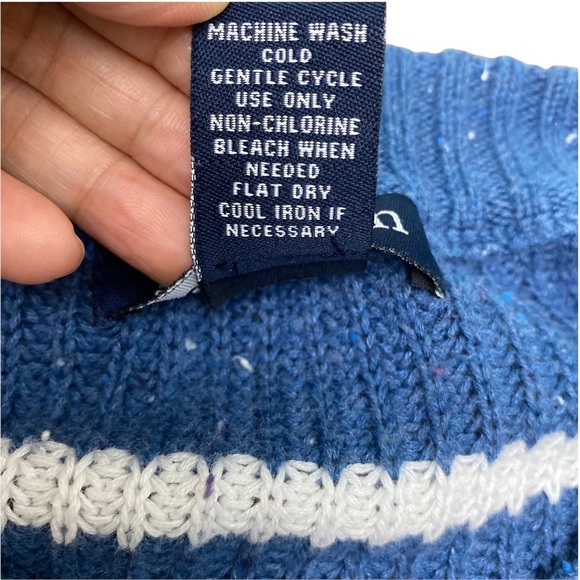 MACHINE WASH
COLD
GENTLE CYCLE
USE ONLY
NON-CHLORINE
BLEACH WHEN
NEEDED
FLAT DRY
COOL IRON IF
NECESSARY